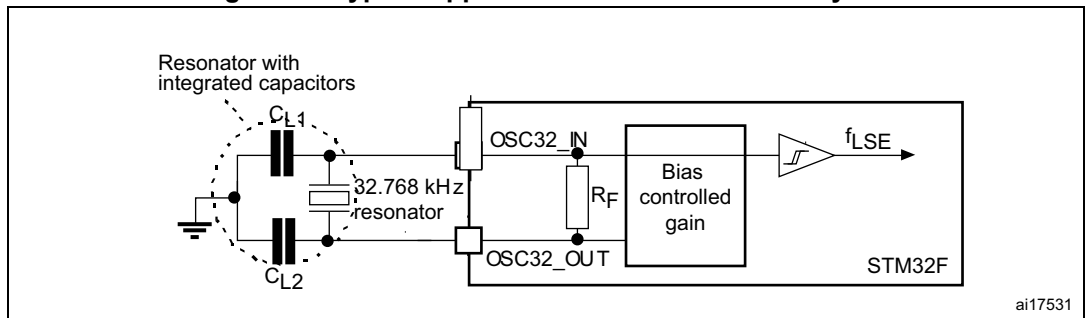 Resonator with
integrated capacitors
CL1
OSC32_IN
fLSE
32.768 kHz
resonator
RF
Bias
controlled
gain
OSC32_OUT
STM32F
CL2
ai17531